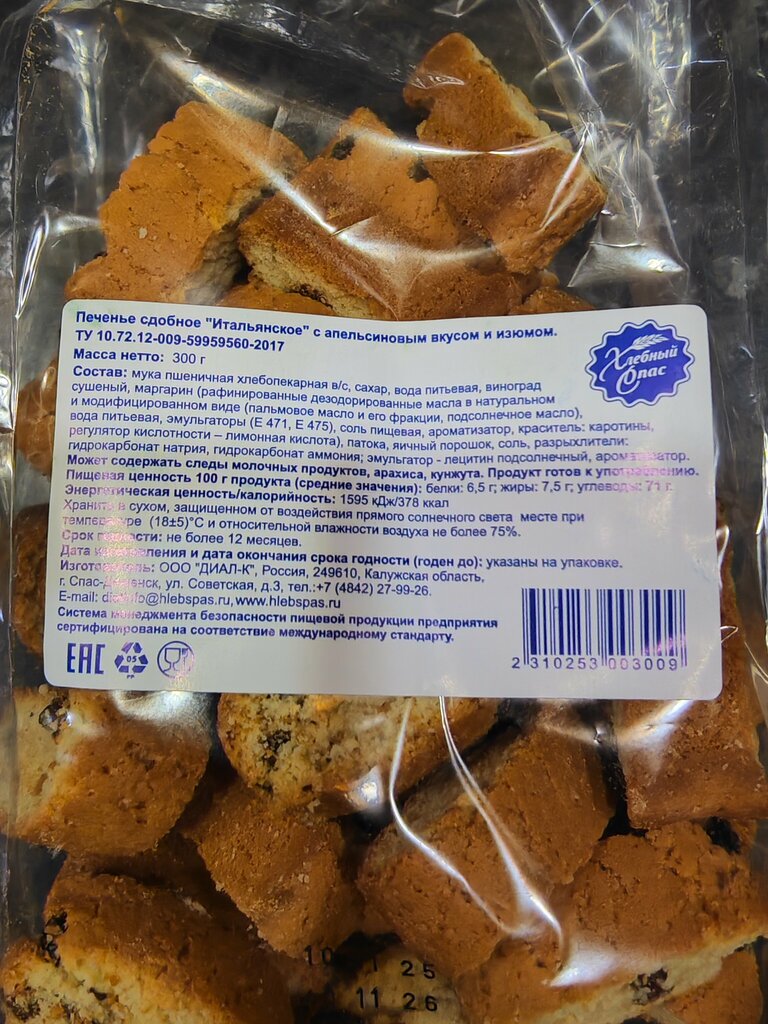 Печенье сдобное "Итальянское" с апельсиновым вкусом и изюмом.
ТУ 10.72.12-009-59959560-2017
Масса нетто: 300 г
Хлебный Спас
Состав: мука пшеничная хлебопекарная в/с, сахар, вода питьевая, виноград
сушеный, маргарин (рафинированные дезодорированные масла в натуральном
и модифицированном виде (пальмовое масло и его фракции, подсолнечное масло),
вода питьевая, эмульгаторы (Е 471, Е 475), соль пищевая, ароматизатор, краситель: каротины,
регулятор кислотности – лимонная кислота), патока, яичный порошок, соль, разрыхлители:
гидрокарбонат натрия, гидрокарбонат аммония; эмульгатор - лецитин подсолнечный, ароматизатор.
Может содержать следы молочных продуктов, арахиса, кунжута. Продукт готов к употреблению.
Пищевая ценность 100 г продукта (средние значения): белки: 6,5 г; жиры: 7,5 г; углеводы: 71 г.
Энергетическая ценность/калорийность: 1595 кДж/378 ккал
Хранить в сухом, защищенном от воздействия прямого солнечного света месте при
температуре (18±5)°С и относительной влажности воздуха не более 75%.
Срок годности: не более 12 месяцев.
Дата изготовления и дата окончания срока годности (годен до): указаны на упаковке.
Изготовитель: ООО "ДИАЛ-К", Россия, 249610, Калужская область,
г. Спас-Деменск, ул. Советская, д.3, тел.:+7 (4842) 27-99-26.
E-mail: @hlebspas.ru, www.hlebspas.ru
Система менеджмента безопасности пищевой продукции предприятия
сертифицирована на соответствие международному стандарту.
EAC 05 PP
2 310253 003009
10 25
11 26